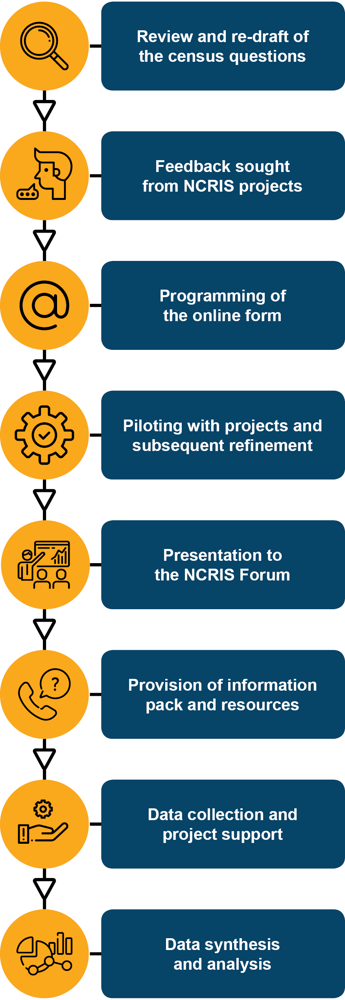 Review and re-draft of
the census questions
Feedback sought
from NCRIS projects
Programming of
the online form
Piloting with projects and
subsequent refinement
Presentation to
the NCRIS Forum
?
Provision of information
pack and resources
Data collection and
project support
Data synthesis
and analysis